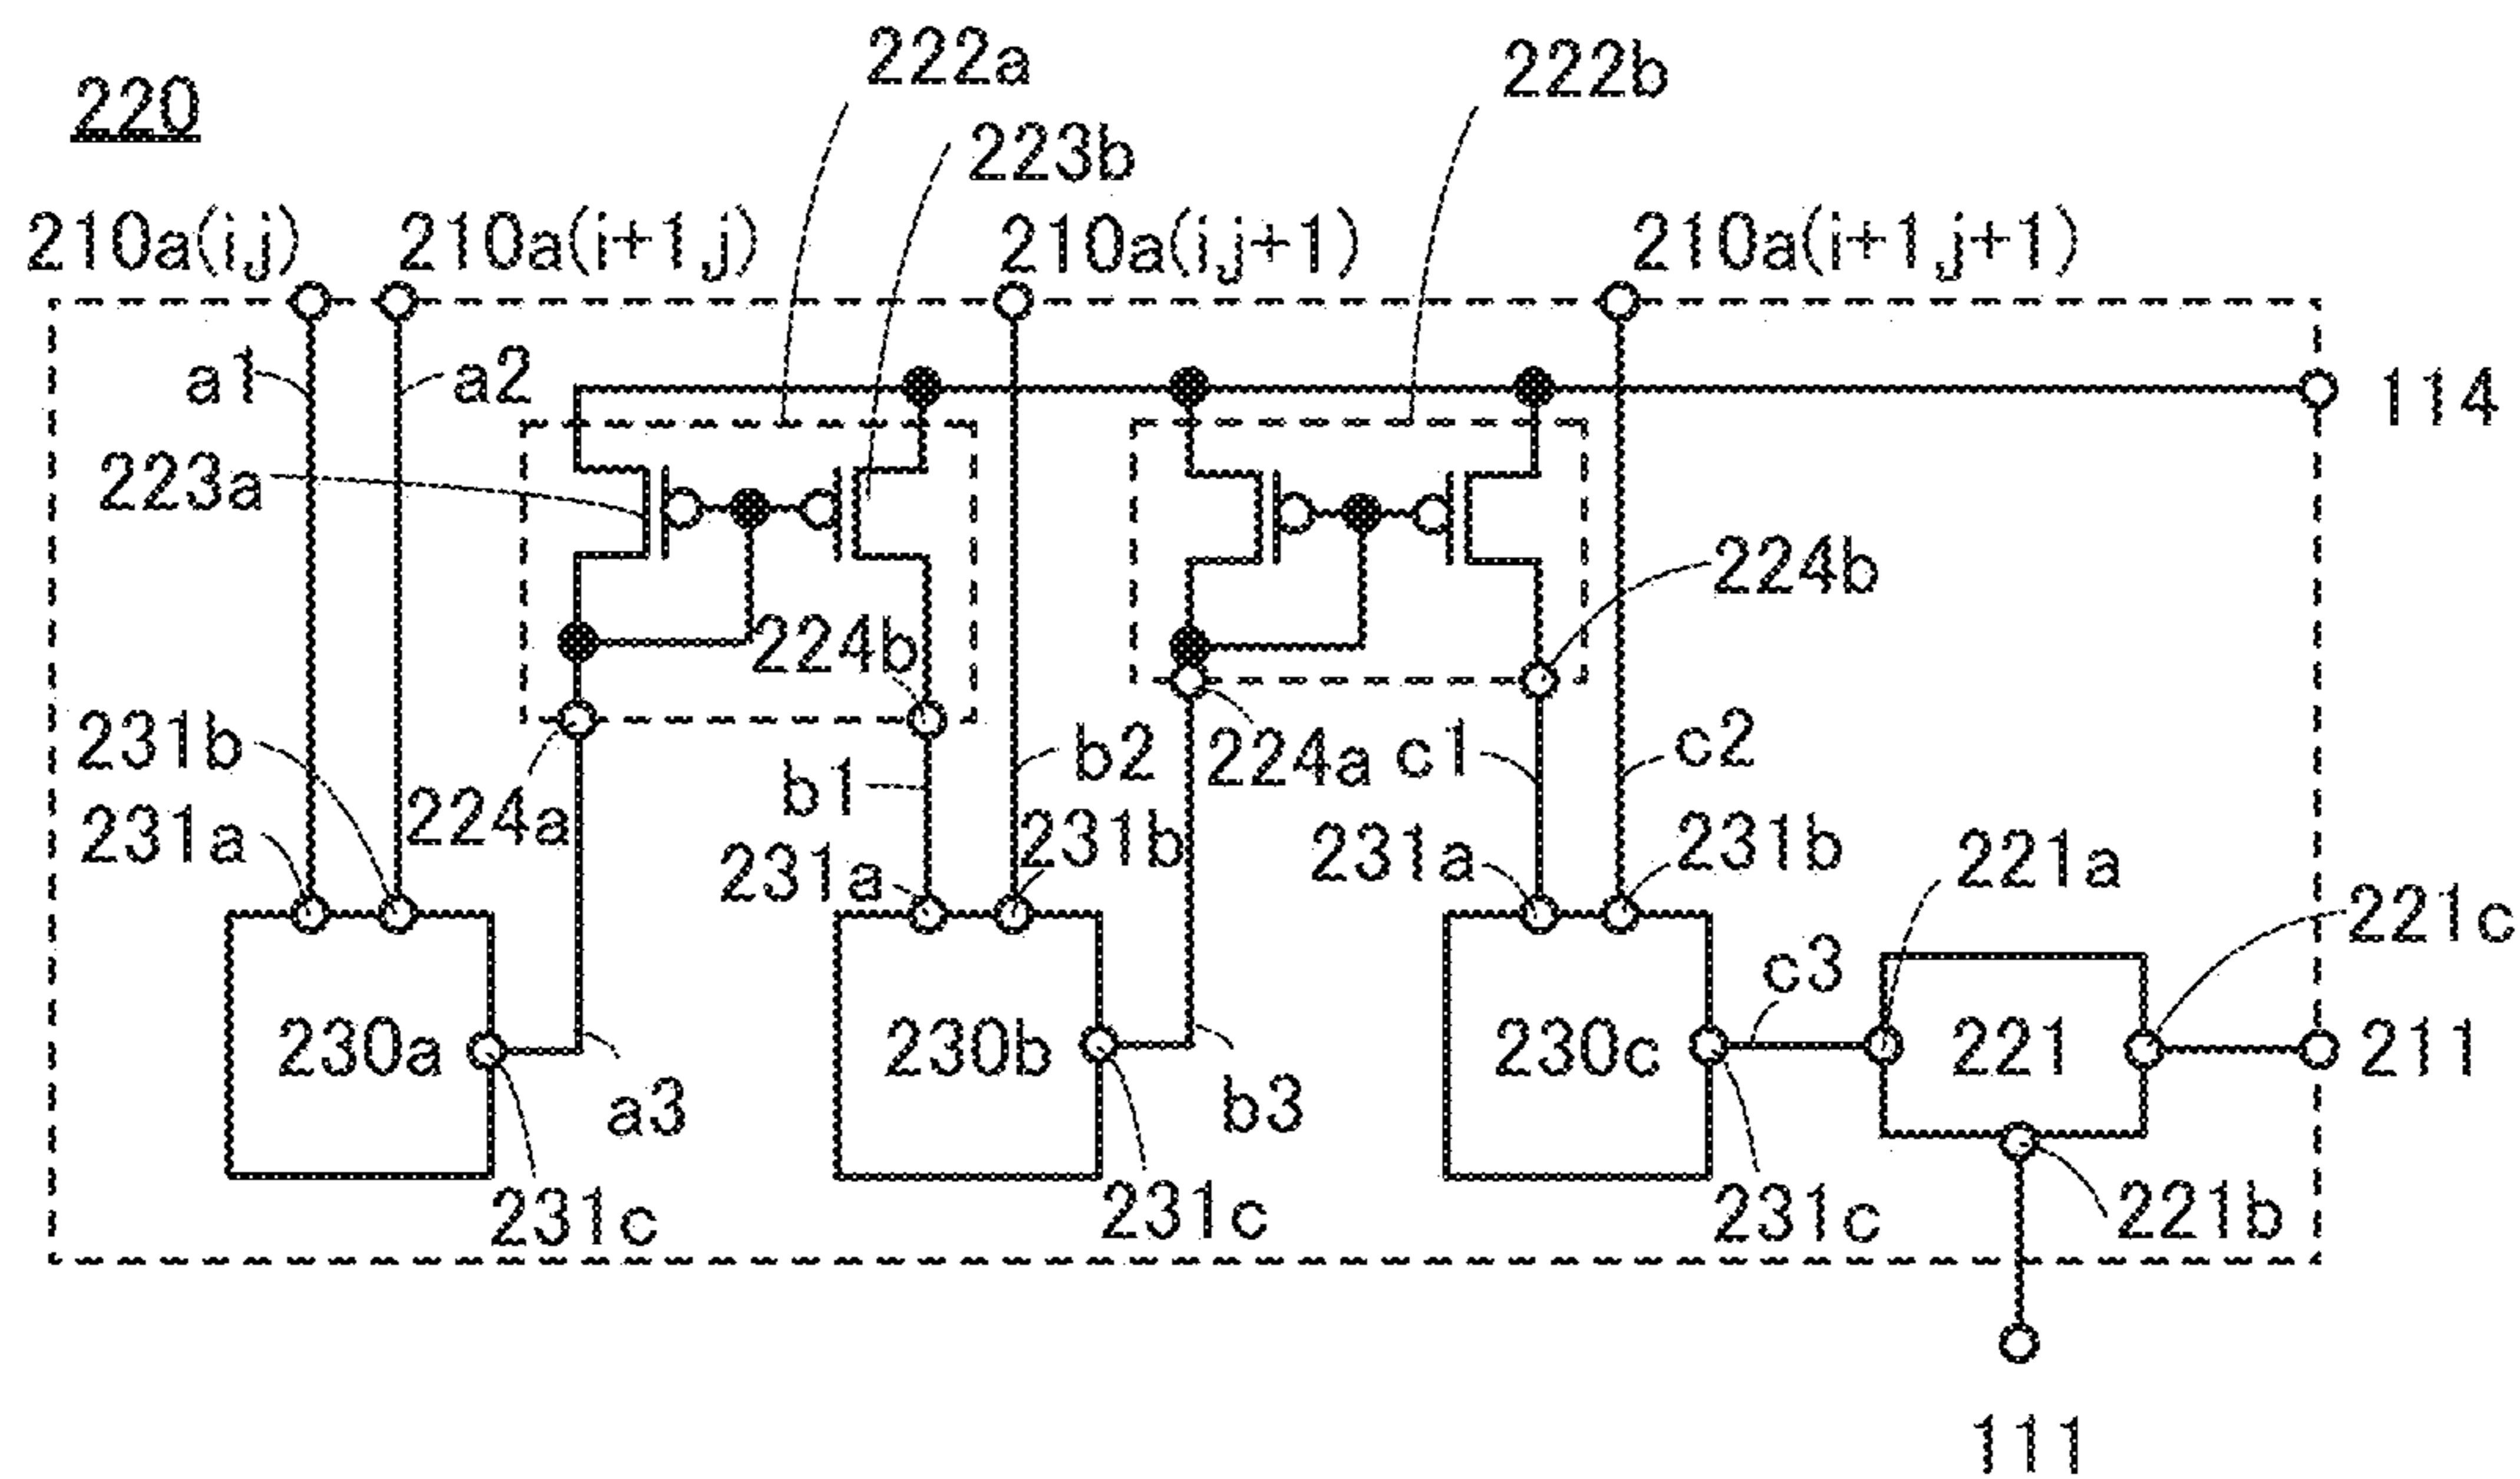 222a
222b
220
223b
210a(i,j)
210a(i+1,j)
210a(i,j+1)
210a(i+1,j+1)
a1
a2
114
223a
224b
224b
231b
b2
224a
c1
c2
224a
b1
231a
231b
231a
231a
231b
221a
221c
c3
230a
230b
230c
221
211
a3
b3
231c
231c
231c
221b
111